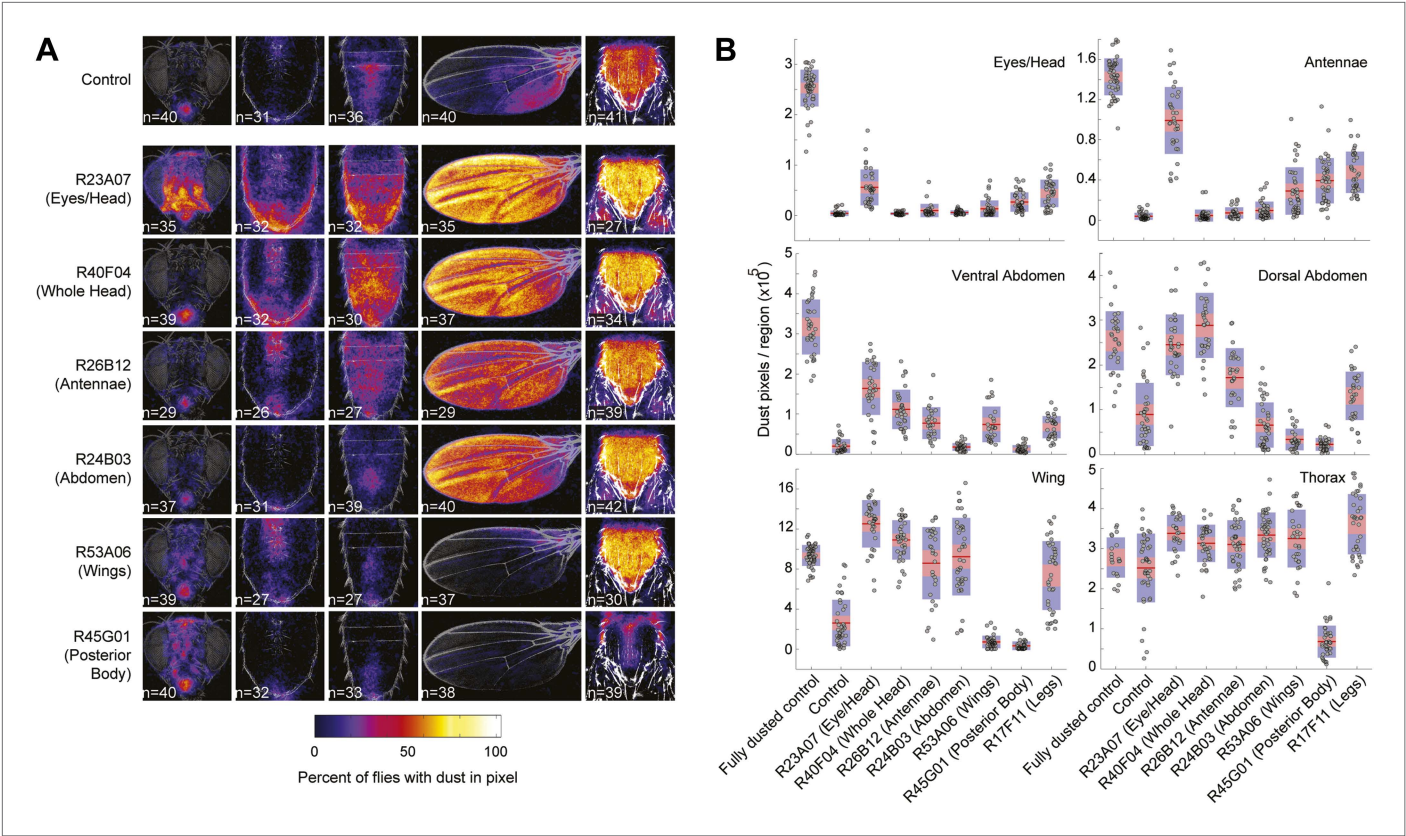 A
Control
n=40
n=31
n=36
n=40
n=41
R23A07
(Eyes/Head)
n=35
n=32
n=32
n=35
n=27
R40F04
(Whole Head)
n=39
n=32
n=30
n=37
n=34
R26B12
(Antennae)
n=29
n=26
n=27
n=29
n=39
R24B03
(Abdomen)
n=37
n=31
n=39
n=40
n=42
R53A06
(Wings)
n=39
n=27
n=27
n=37
n=30
R45G01
(Posterior
Body)
n=40
n=32
n=33
n=38
n=39
0
50
100
Percent of flies with dust in pixel
B
Dust pixels / region (x10⁵)
Eyes/Head
3
2
1
0
Antennae
1.6
1.2
0.8
0.4
0
Ventral Abdomen
5
4
3
2
1
0
Dorsal Abdomen
4
3
2
1
0
Wing
16
12
8
4
0
Thorax
5
4
3
2
1
0
Fully dusted control
Control
R23A07 (Eye/Head)
R40F04 (Whole Head)
R26B12 (Antennae)
R24B03 (Abdomen)
R53A06 (Wings)
R45G01 (Posterior Body)
R17F11 (Legs)
Fully dusted control
Control
R23A07 (Eye/Head)
R40F04 (Whole Head)
R26B12 (Antennae)
R24B03 (Abdomen)
R53A06 (Wings)
R45G01 (Posterior Body)
R17F11 (Legs)